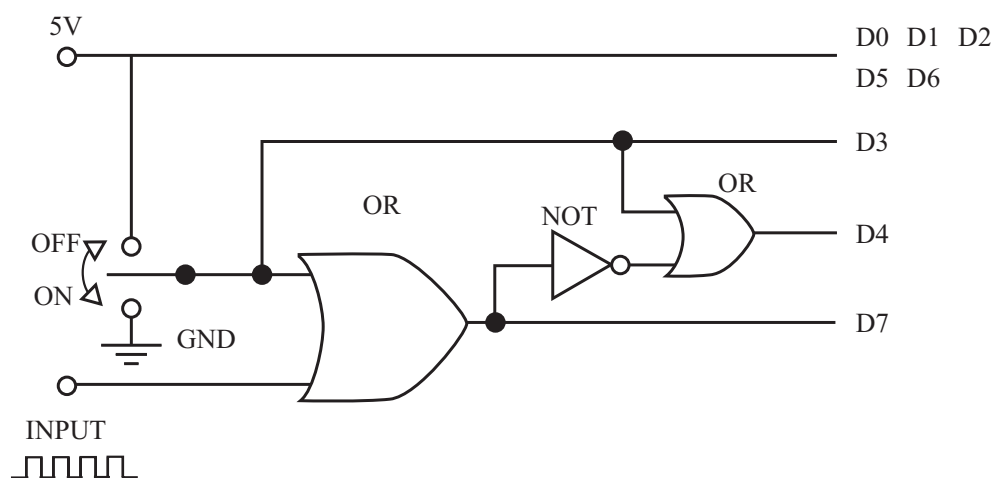 5V
D0 D1 D2
D5 D6
D3
OR
OR
NOT
OFF
D4
ON
GND
D7
INPUT